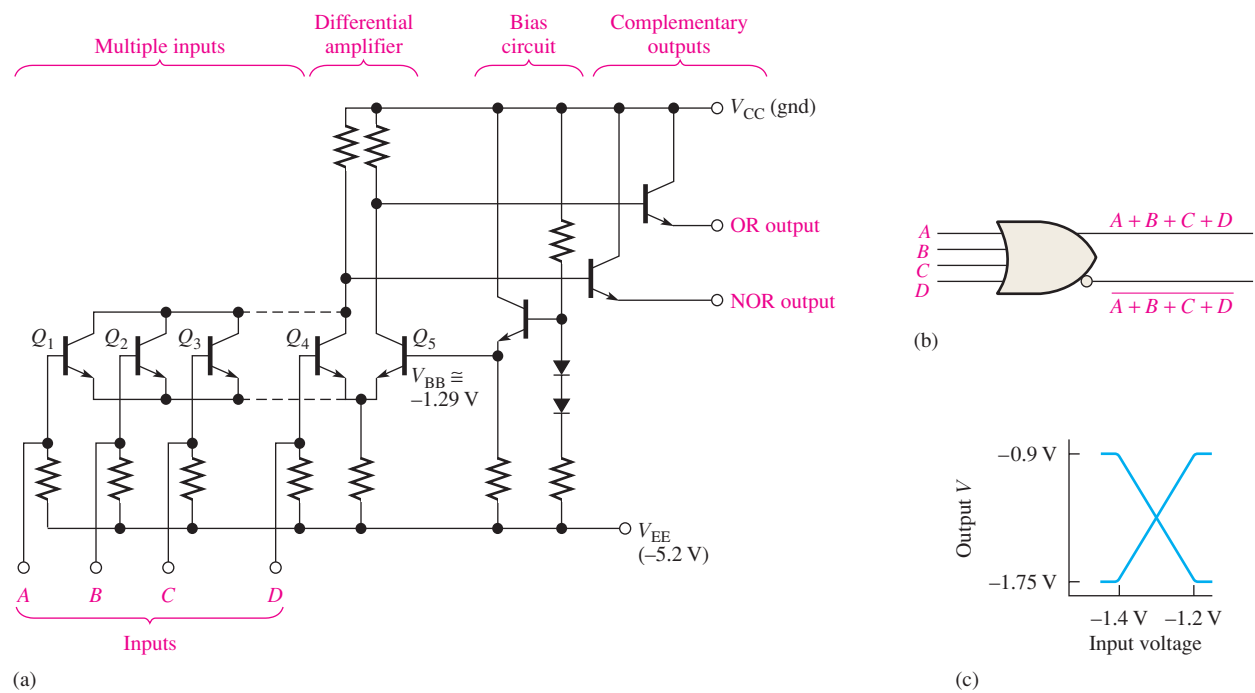 Multiple inputs
Differential
amplifier
Bias
circuit
Complementary
outputs
V_CC (gnd)
OR output
NOR output
Q_1
Q_2
Q_3
Q_4
Q_5
V_BB ≅
–1.29 V
V_EE
(–5.2 V)
A
B
C
D
Inputs
(a)
A
B
C
D
A + B + C + D
\overline{A + B + C + D}
(b)
Output V
–0.9 V
–1.75 V
–1.4 V
–1.2 V
Input voltage
(c)